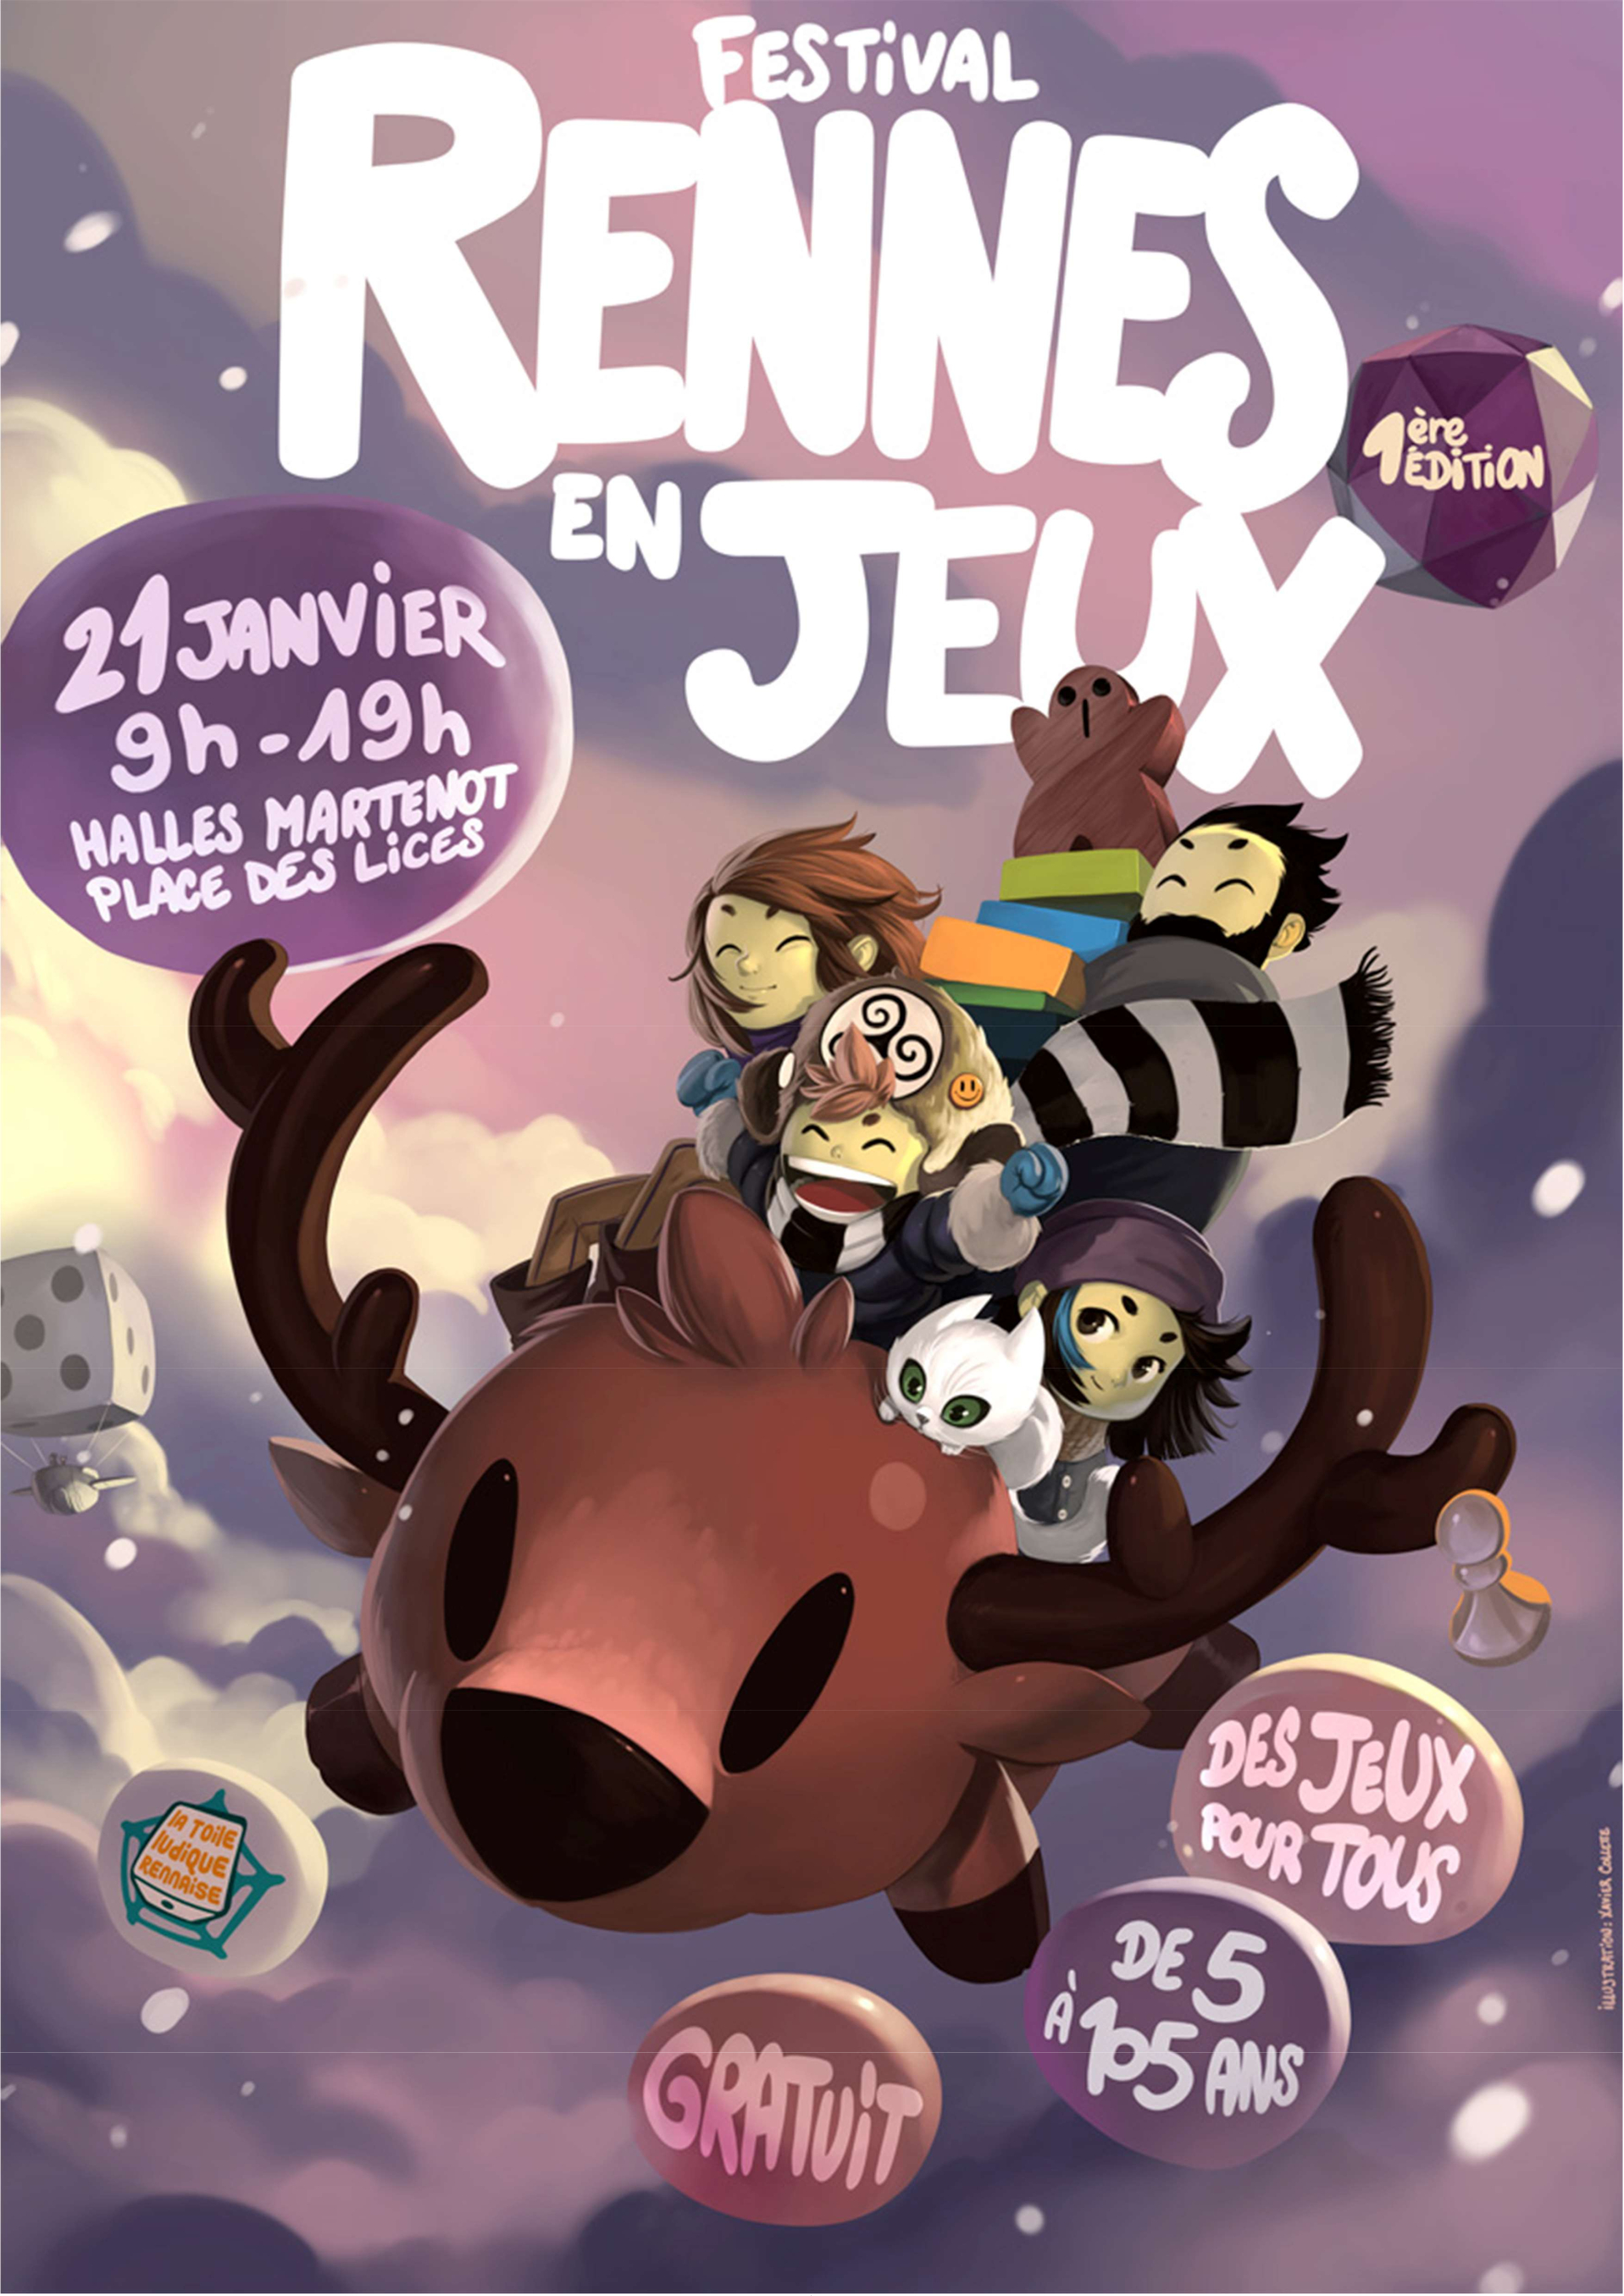 FESTiVAL
RENNES
EN JEUX
1ère
ÉDiTiON
21 JANViER
9h - 19h
HALLES MARTENOT
PLACE DES LiCES
lA TOilE
lUdiQUE
RENNAiSE
DES JEUX
POUR TOUS
DE 5
À 105 ANS
GRATUiT
illUSTRATiON : XAViER COLLETE